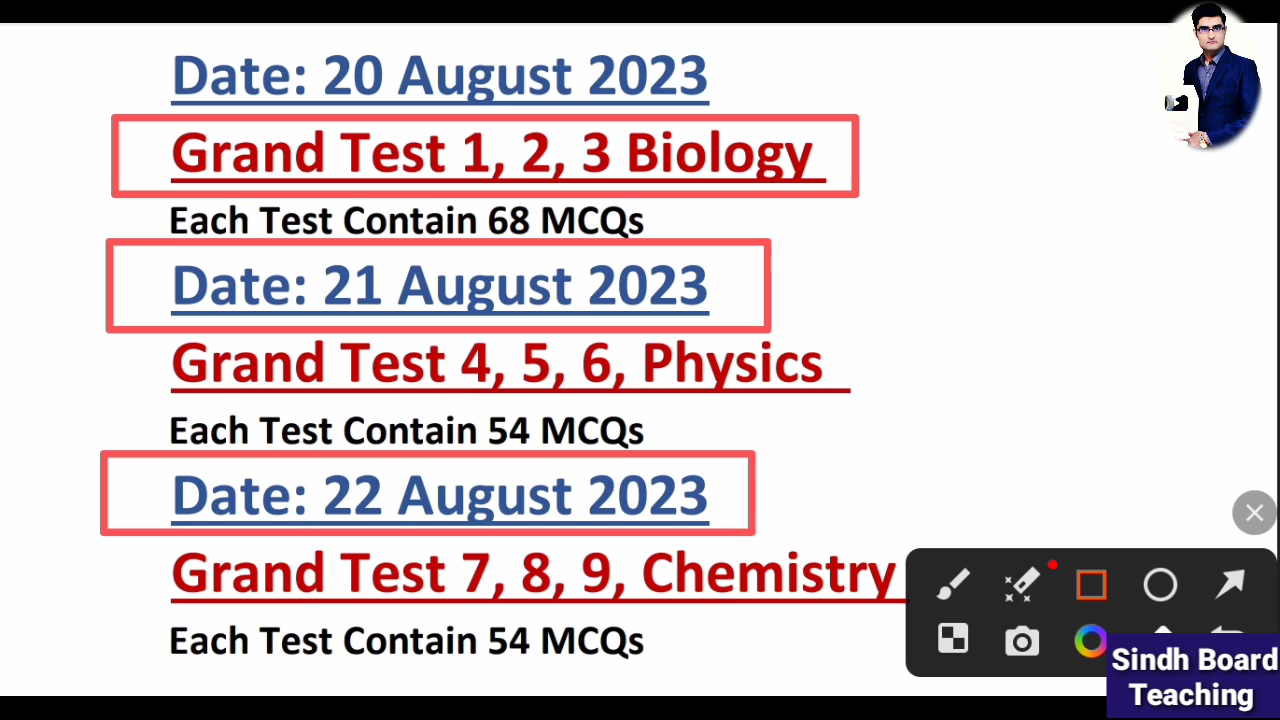 Date: 20 August 2023
Grand Test 1, 2, 3 Biology
Each Test Contain 68 MCQs
Date: 21 August 2023
Grand Test 4, 5, 6, Physics
Each Test Contain 54 MCQs
Date: 22 August 2023
Grand Test 7, 8, 9, Chemistry
Each Test Contain 54 MCQs
Sindh Board
Teaching